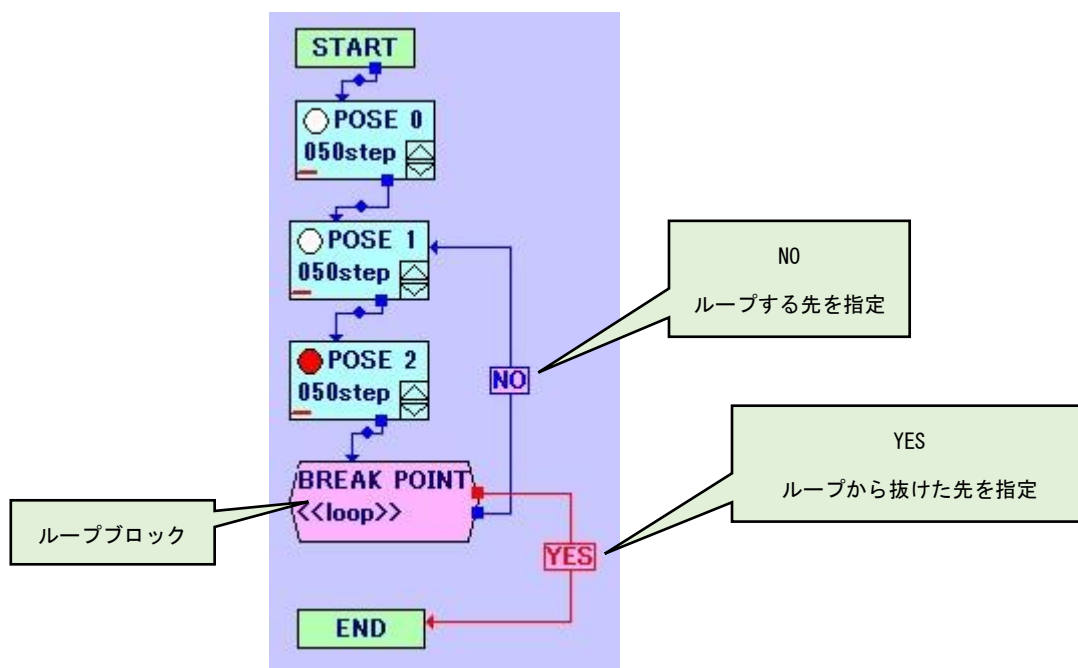 START
POSE 0
050step
POSE 1
050step
NO
ループする先を指定
POSE 2
050step
NO
YES
ループから抜けた先を指定
BREAK POINT
<<loop>>
ループブロック
YES
END